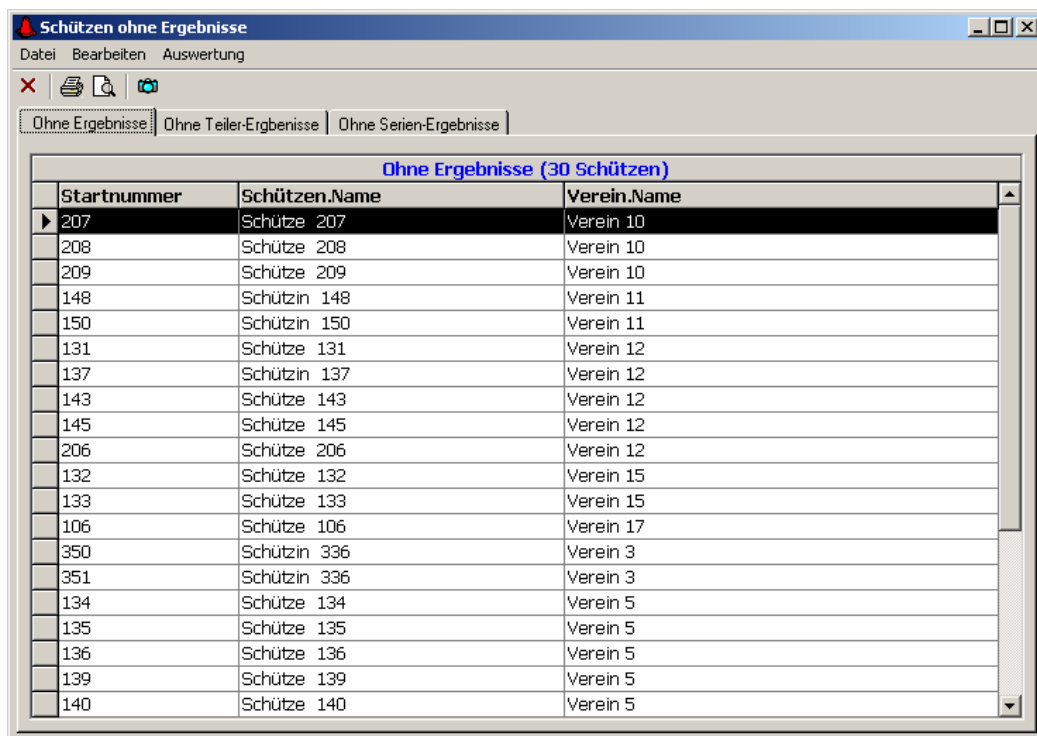 Schützen ohne Ergebnisse
Datei Bearbeiten Auswertung
Ohne Ergebnisse Ohne Teiler-Ergbenisse Ohne Serien-Ergebnisse
Ohne Ergebnisse (30 Schützen)
Startnummer Schützen.Name Verein.Name
207 Schütze 207 Verein 10
208 Schütze 208 Verein 10
209 Schütze 209 Verein 10
148 Schützin 148 Verein 11
150 Schützin 150 Verein 11
131 Schütze 131 Verein 12
137 Schützin 137 Verein 12
143 Schütze 143 Verein 12
145 Schütze 145 Verein 12
206 Schütze 206 Verein 12
132 Schütze 132 Verein 15
133 Schütze 133 Verein 15
106 Schütze 106 Verein 17
350 Schützin 336 Verein 3
351 Schützin 336 Verein 3
134 Schütze 134 Verein 5
135 Schütze 135 Verein 5
136 Schütze 136 Verein 5
139 Schütze 139 Verein 5
140 Schütze 140 Verein 5